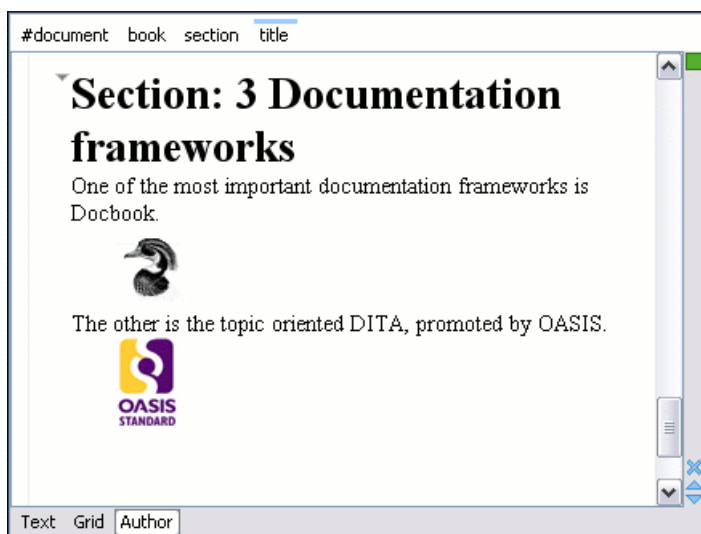 #document book section title
Section: 3 Documentation
frameworks
One of the most important documentation frameworks is
Docbook.
The other is the topic oriented DITA, promoted by OASIS.
OASIS
STANDARD
Text Grid Author